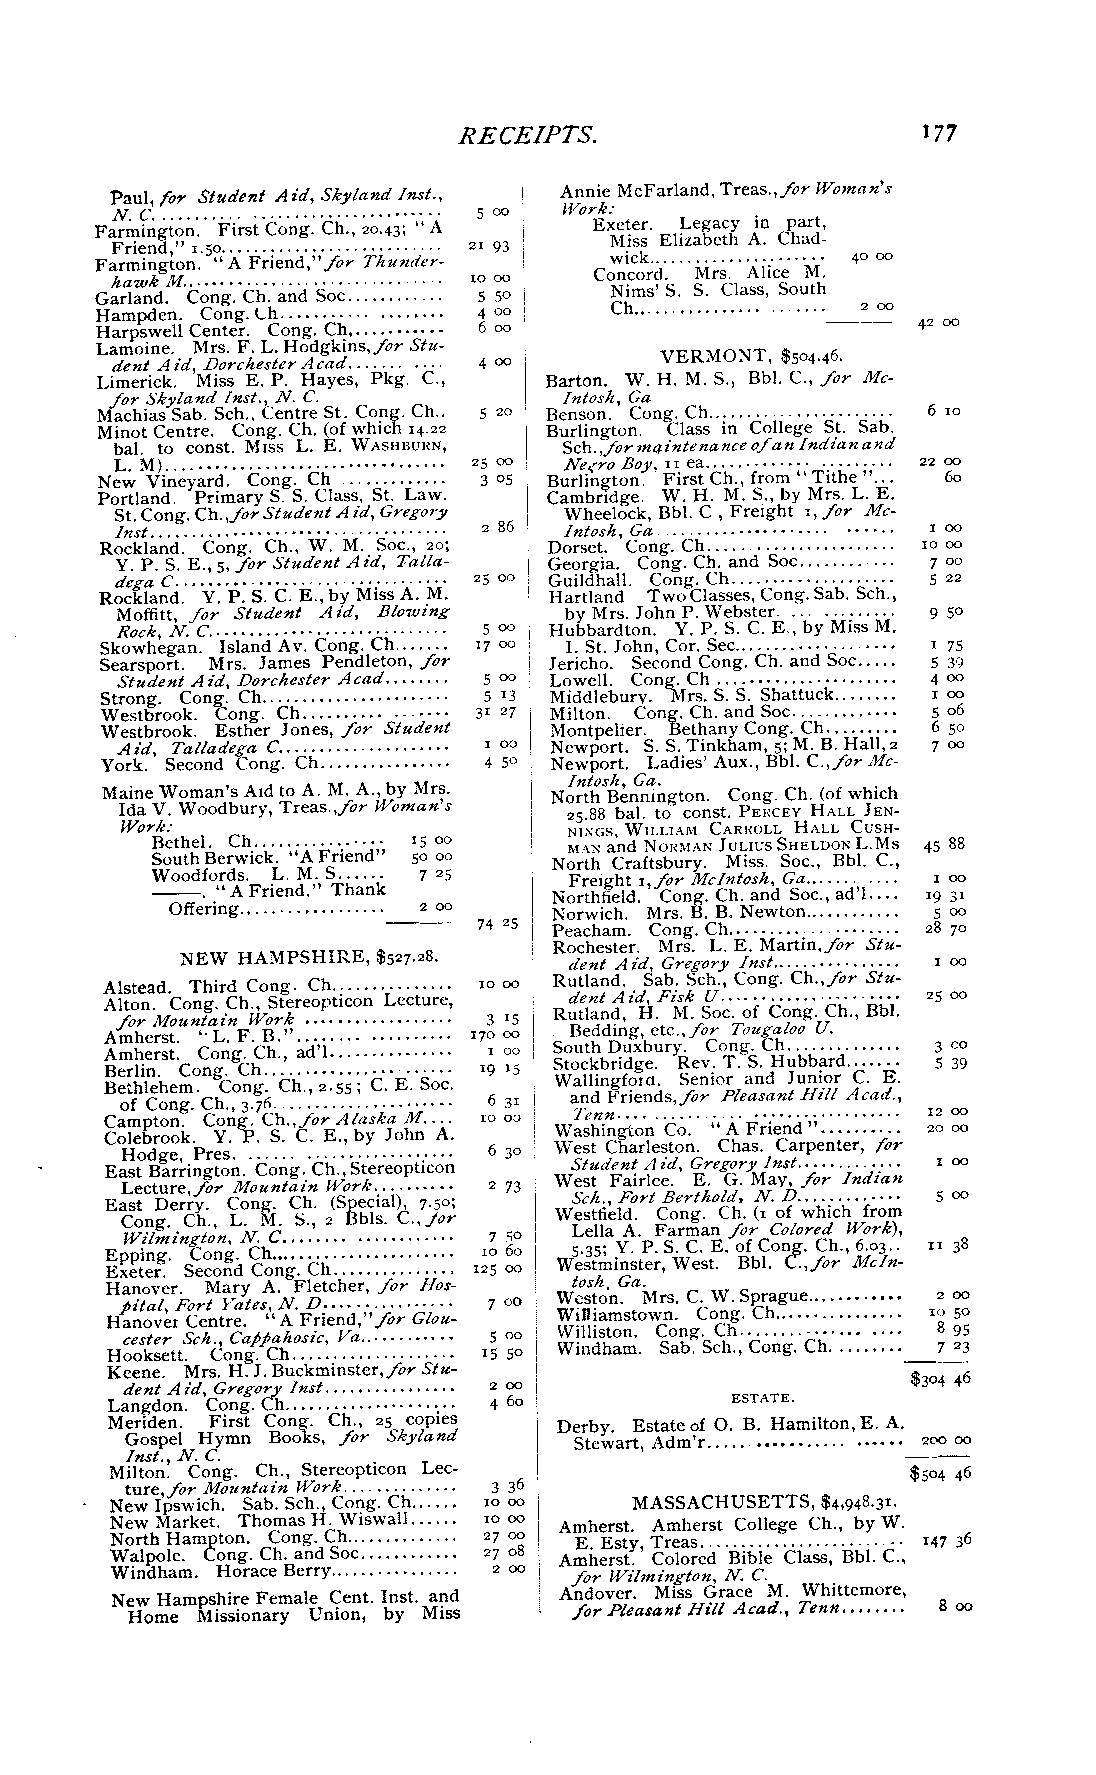 RECEIPTS. 177
Paul, for Student Aid, Skyland Inst.,
N. C. .... 5 00
Farmington. First Cong. Ch., 20.43; "A
Friend," 1.50.... 21 93
Farmington. "A Friend," for Thunder-
hawk M.... 10 00
Garland. Cong. Ch. and Soc.... 5 50
Hampden. Cong. Ch.... 4 00
Harpswell Center. Cong. Ch.... 6 00
Lamoine. Mrs. F. L. Hodgkins, for Stu-
dent Aid, Dorchester Acad.... 4 00
Limerick. Miss E. P. Hayes, Pkg. C.,
for Skyland Inst., N. C.
Machias Sab. Sch., Centre St. Cong. Ch.. 5 20
Minot Centre. Cong. Ch. (of which 14.22
bal. to const. MISS L. E. WASHBURN,
L. M).... 25 00
New Vineyard. Cong. Ch.... 3 05
Portland. Primary S. S. Class, St. Law.
St. Cong. Ch., for Student Aid, Gregory
Inst.... 2 86
Rockland. Cong. Ch., W. M. Soc., 20;
Y. P. S. E., 5, for Student Aid, Talla-
dega C.... 25 00
Rockland. Y. P. S. C. E., by Miss A. M.
Moffitt, for Student Aid, Blowing
Rock, N. C.... 5 00
Skowhegan. Island Av. Cong. Ch.... 17 00
Searsport. Mrs. James Pendleton, for
Student Aid, Dorchester Acad.... 5 00
Strong. Cong. Ch.... 5 13
Westbrook. Cong. Ch.... 31 27
Westbrook. Esther Jones, for Student
Aid, Talladega C.... 1 00
York. Second Cong. Ch.... 4 50
Maine Woman's Aid to A. M. A., by Mrs.
Ida V. Woodbury, Treas., for Woman's
Work:
Bethel. Ch.... 15 00
South Berwick. "A Friend" 50 00
Woodfords. L. M. S.... 7 25
——. "A Friend." Thank
Offering.... 2 00
74 25
NEW HAMPSHIRE, $527.28.
Alstead. Third Cong. Ch.... 10 00
Alton. Cong. Ch., Stereopticon Lecture,
for Mountain Work .... 3 15
Amherst. "L. F. B.".... 170 00
Amherst. Cong. Ch., ad'l.... 1 00
Berlin. Cong. Ch.... 19 15
Bethlehem. Cong. Ch., 2.55; C. E. Soc.
of Cong. Ch., 3.76.... 6 31
Campton. Cong. Ch., for Alaska M.... 10 00
Colebrook. Y. P. S. C. E., by John A.
Hodge, Pres. .... 6 30
East Barrington. Cong. Ch., Stereopticon
Lecture, for Mountain Work.... 2 73
East Derry. Cong. Ch. (Special), 7.50;
Cong. Ch., L. M. S., 2 Bbls. C., for
Wilmington, N. C.... 7 50
Epping. Cong. Ch.... 10 60
Exeter. Second Cong. Ch.... 125 00
Hanover. Mary A. Fletcher, for Hos-
pital, Fort Yates, N. D.... 7 00
Hanover Centre. "A Friend," for Glou-
cester Sch., Cappahosic, Va.... 5 00
Hooksett. Cong. Ch.... 15 50
Keene. Mrs. H. J. Buckminster, for Stu-
dent Aid, Gregory Inst.... 2 00
Langdon. Cong. Ch.... 4 60
Meriden. First Cong. Ch., 25 copies
Gospel Hymn Books, for Skyland
Inst., N. C.
Milton. Cong. Ch., Stereopticon Lec-
ture, for Mountain Work.... 3 36
New Ipswich. Sab. Sch., Cong. Ch.... 10 00
New Market. Thomas H. Wiswall.... 10 00
North Hampton. Cong. Ch.... 27 00
Walpole. Cong. Ch. and Soc.... 27 08
Windham. Horace Berry.... 2 00
New Hampshire Female Cent. Inst. and
Home Missionary Union, by Miss
Annie McFarland, Treas., for Woman's
Work:
Exeter. Legacy in part,
Miss Elizabeth A. Chad-
wick.... 40 00
Concord. Mrs. Alice M.
Nims' S. S. Class, South
Ch.... 2 00
42 00
VERMONT, $504.46.
Barton. W. H. M. S., Bbl. C., for Mc-
Intosh, Ga
Benson. Cong. Ch.... 6 10
Burlington. Class in College St. Sab.
Sch., for maintenance of an Indian and
Negro Boy, 11 ea.... 22 00
Burlington. First Ch., from "Tithe"... 60
Cambridge. W. H. M. S., by Mrs. L. E.
Wheelock, Bbl. C , Freight 1, for Mc-
Intosh, Ga.... 1 00
Dorset. Cong. Ch.... 10 00
Georgia. Cong. Ch. and Soc.... 7 00
Guildhall. Cong. Ch.... 5 22
Hartland Two Classes, Cong. Sab. Sch.,
by Mrs. John P. Webster.... 9 50
Hubbardton. Y. P. S. C. E., by Miss M.
I. St. John, Cor. Sec.... 1 75
Jericho. Second Cong. Ch. and Soc.... 5 39
Lowell. Cong. Ch.... 4 00
Middlebury. Mrs. S. S. Shattuck.... 1 00
Milton. Cong. Ch. and Soc.... 5 06
Montpelier. Bethany Cong. Ch.... 6 50
Newport. S. S. Tinkham, 5; M. B. Hall, 2 7 00
Newport. Ladies' Aux., Bbl. C., for Mc-
Intosh, Ga.
North Bennington. Cong. Ch. (of which
25.88 bal. to const. PERCEY HALL JEN-
NINGS, WILLIAM CARROLL HALL CUSH-
MAN and NORMAN JULIUS SHELDON L.Ms 45 88
North Craftsbury. Miss. Soc., Bbl. C.,
Freight 1, for McIntosh, Ga.... 1 00
Northfield. Cong. Ch. and Soc., ad'l.... 19 31
Norwich. Mrs. B. B. Newton.... 5 00
Peacham. Cong. Ch.... 28 70
Rochester. Mrs. L. E. Martin, for Stu-
dent Aid, Gregory Inst.... 1 00
Rutland. Sab. Sch., Cong. Ch., for Stu-
dent Aid, Fisk U.... 25 00
Rutland, H. M. Soc. of Cong. Ch., Bbl.
Bedding, etc., for Tougaloo U.
South Duxbury. Cong. Ch.... 3 00
Stockbridge. Rev. T. S. Hubbard.... 5 39
Wallingford. Senior and Junior C. E.
and Friends, for Pleasant Hill Acad.,
Tenn.... 12 00
Washington Co. "A Friend".... 20 00
West Charleston. Chas. Carpenter, for
Student Aid, Gregory Inst.... 1 00
West Fairlee. E. G. May, for Indian
Sch., Fort Berthold, N. D.... 5 00
Westfield. Cong. Ch. (1 of which from
Lella A. Farman for Colored Work),
5.35; Y. P. S. C. E. of Cong. Ch., 6.03.. 11 38
Westminster, West. Bbl. C., for McIn-
tosh, Ga.
Weston. Mrs. C. W. Sprague.... 2 00
Williamstown. Cong. Ch.... 10 50
Williston. Cong. Ch.... 8 95
Windham. Sab. Sch., Cong. Ch.... 7 23
$304 46
ESTATE.
Derby. Estate of O. B. Hamilton, E. A.
Stewart, Adm'r.... 200 00
$504 46
MASSACHUSETTS, $4,948.31.
Amherst. Amherst College Ch., by W.
E. Esty, Treas.... 147 36
Amherst. Colored Bible Class, Bbl. C.,
for Wilmington, N. C.
Andover. Miss Grace M. Whittemore,
for Pleasant Hill Acad., Tenn.... 8 00